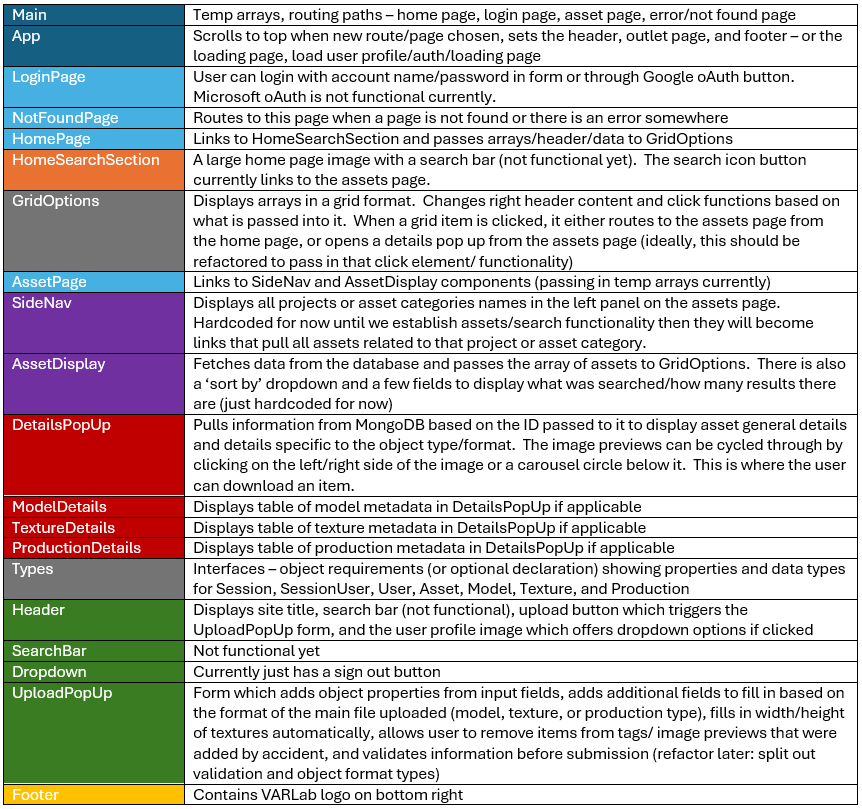 Main Temp arrays, routing paths – home page, login page, asset page, error/not found page
App Scrolls to top when new route/page chosen, sets the header, outlet page, and footer – or the
loading page, load user profile/auth/loading page
LoginPage User can login with account name/password in form or through Google oAuth button.
Microsoft oAuth is not functional currently.
NotFoundPage Routes to this page when a page is not found or there is an error somewhere
HomePage Links to HomeSearchSection and passes arrays/header/data to GridOptions
HomeSearchSection A large home page image with a search bar (not functional yet).  The search icon button
currently links to the assets page.
GridOptions Displays arrays in a grid format.  Changes right header content and click functions based on
what is passed into it.  When a grid item is clicked, it either routes to the assets page from
the home page, or opens a details pop up from the assets page (ideally, this should be
refactored to pass in that click element/ functionality)
AssetPage Links to SideNav and AssetDisplay components (passing in temp arrays currently)
SideNav Displays all projects or asset categories names in the left panel on the assets page.
Hardcoded for now until we establish assets/search functionality then they will become
links that pull all assets related to that project or asset category.
AssetDisplay Fetches data from the database and passes the array of assets to GridOptions.  There is also
a ‘sort by’ dropdown and a few fields to display what was searched/how many results there
are (just hardcoded for now)
DetailsPopUp Pulls information from MongoDB based on the ID passed to it to display asset general details
and details specific to the object type/format.  The image previews can be cycled through by
clicking on the left/right side of the image or a carousel circle below it.  This is where the user
can download an item.
ModelDetails Displays table of model metadata in DetailsPopUp if applicable
TextureDetails Displays table of texture metadata in DetailsPopUp if applicable
ProductionDetails Displays table of production metadata in DetailsPopUp if applicable
Types Interfaces – object requirements (or optional declaration) showing properties and data types
for Session, SessionUser, User, Asset, Model, Texture, and Production
Header Displays site title, search bar (not functional), upload button which triggers the
UploadPopUp form, and the user profile image which offers dropdown options if clicked
SearchBar Not functional yet
Dropdown Currently just has a sign out button
UploadPopUp Form which adds object properties from input fields, adds additional fields to fill in based on
the format of the main file uploaded (model, texture, or production type), fills in width/height
of textures automatically, allows user to remove items from tags/ image previews that were
added by accident, and validates information before submission (refactor later: split out
validation and object format types)
Footer Contains VARLab logo on bottom right